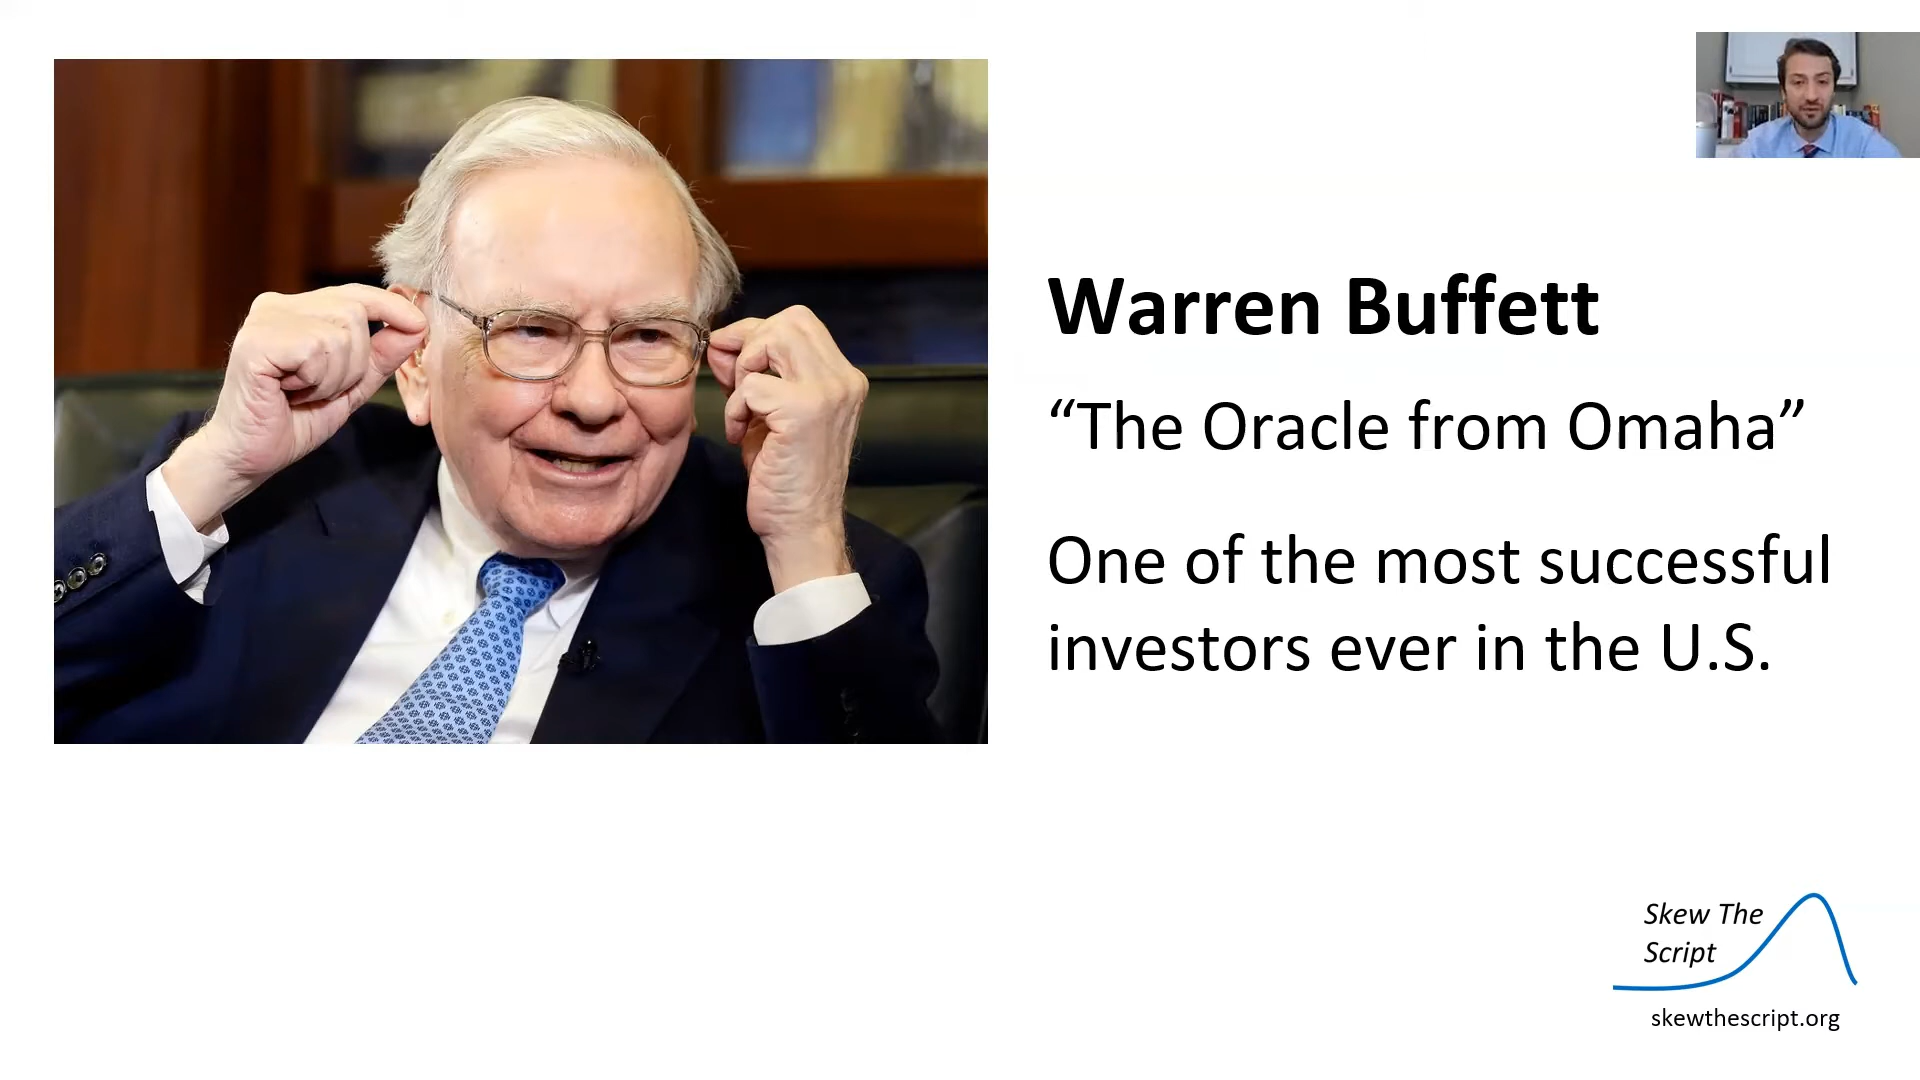 Warren Buffett
“The Oracle from Omaha”
One of the most successful
investors ever in the U.S.
Skew The
Script
skewthescript.org